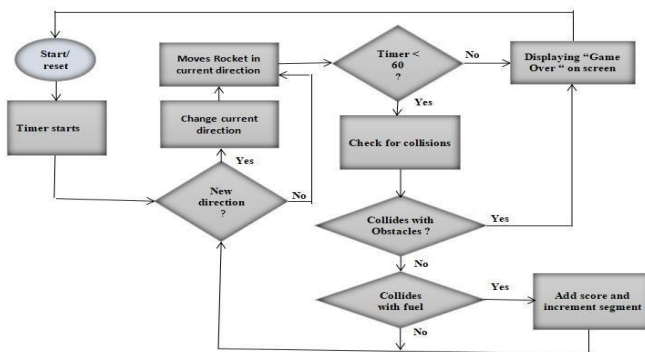 Start/
reset
Timer starts
Moves Rocket in
current direction
Change current
direction
Yes
New
direction
?
No
Timer <
60
?
No
Displaying “Game
Over “ on screen
Yes
Check for collisions
Collides with
Obstacles ?
Yes
No
Collides
with fuel
Yes
Add score and
increment segment
No